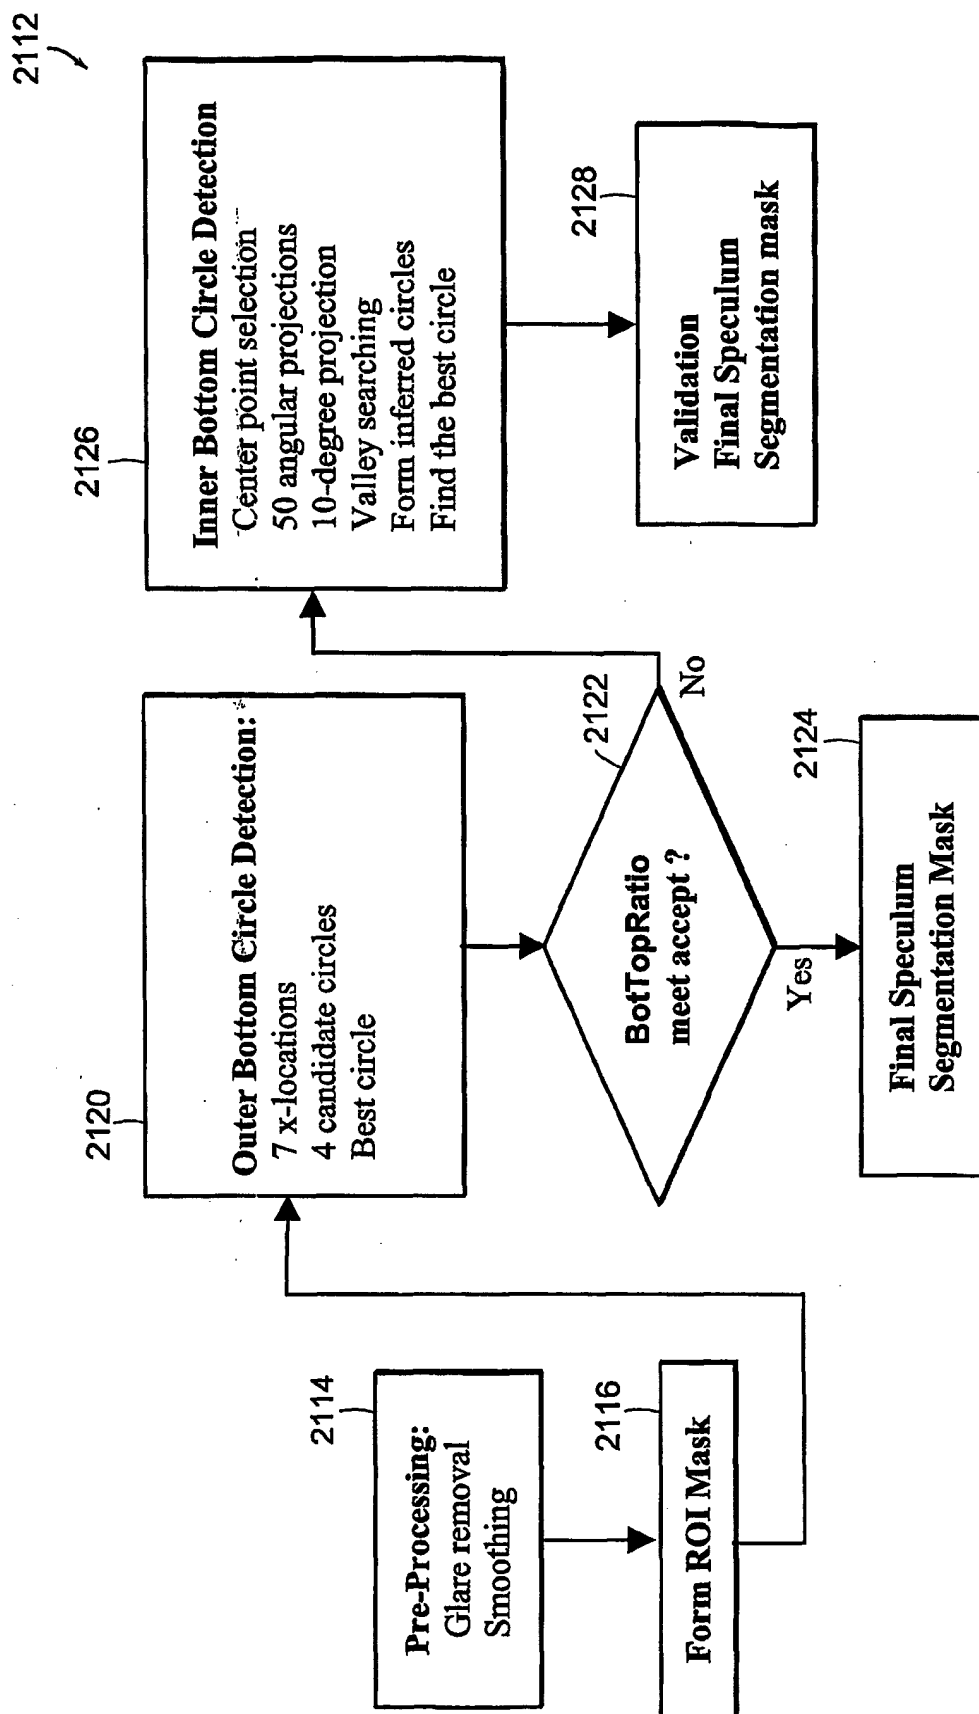 2112
2114
Pre-Processing:
Glare removal
Smoothing
2116
Form ROI Mask
2120
Outer Bottom Circle Detection:
7 x-locations
4 candidate circles
Best circle
2122
BotTopRatio
meet accept ?
Yes
No
2124
Final Speculum
Segmentation Mask
2126
Inner Bottom Circle Detection
Center point selection
50 angular projections
10-degree projection
Valley searching
Form inferred circles
Find the best circle
2128
Validation
Final Speculum
Segmentation mask